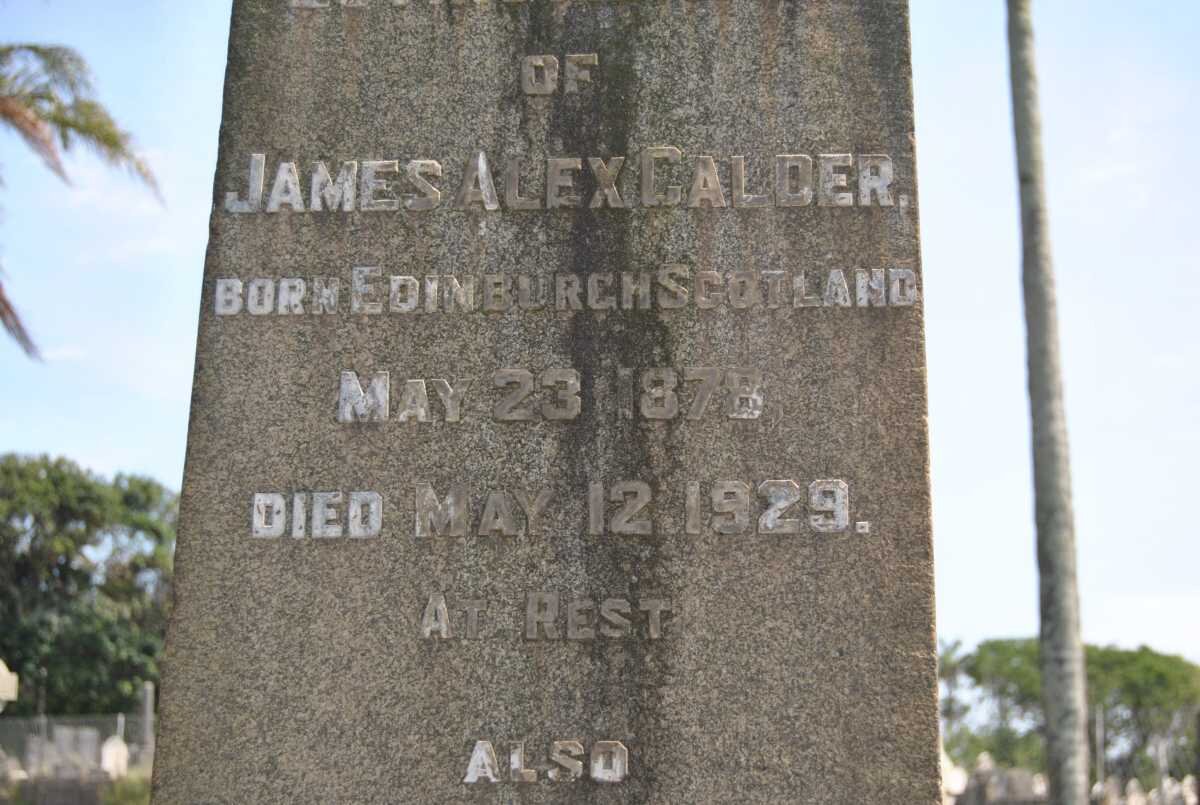 OF
JAMES ALEX CALDER,
BORN EDINBURGH SCOTLAND
MAY 23 1878,
DIED MAY 12 1929.
AT REST
ALSO